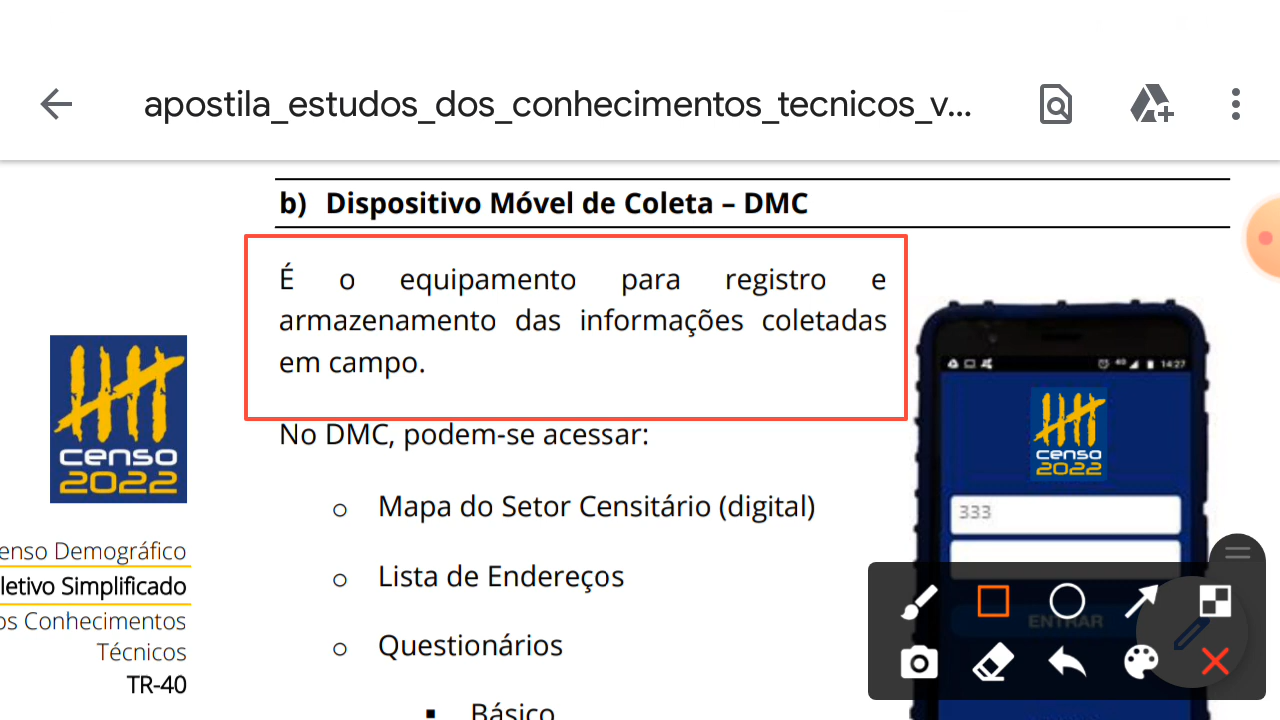 apostila_estudos_dos_conhecimentos_tecnicos_v...
b) Dispositivo Móvel de Coleta – DMC
É o equipamento para registro e
armazenamento das informações coletadas
em campo.
No DMC, podem-se acessar:
o Mapa do Setor Censitário (digital)
o Lista de Endereços
o Questionários
▪ Básico
censo
2022
enso Demográfico
letivo Simplificado
os Conhecimentos
Técnicos
TR-40
4G 14:27
censo
2022
333
ENTRAR